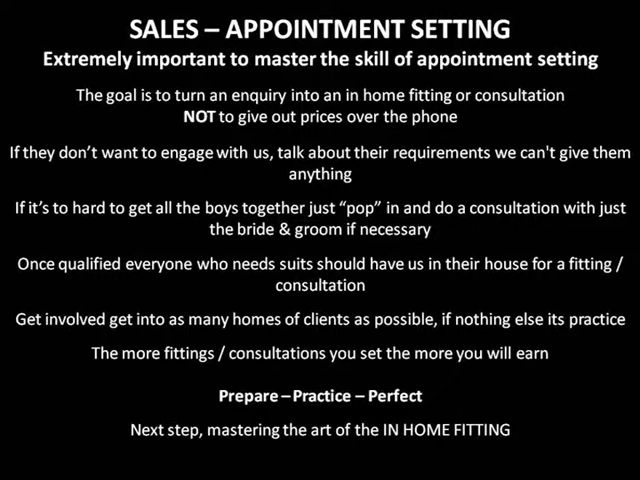 SALES – APPOINTMENT SETTING
Extremely important to master the skill of appointment setting
The goal is to turn an enquiry into an in home fitting or consultation
NOT to give out prices over the phone
If they don’t want to engage with us, talk about their requirements we can't give them
anything
If it’s to hard to get all the boys together just “pop” in and do a consultation with just
the bride & groom if necessary
Once qualified everyone who needs suits should have us in their house for a fitting /
consultation
Get involved get into as many homes of clients as possible, if nothing else its practice
The more fittings / consultations you set the more you will earn
Prepare – Practice – Perfect
Next step, mastering the art of the IN HOME FITTING